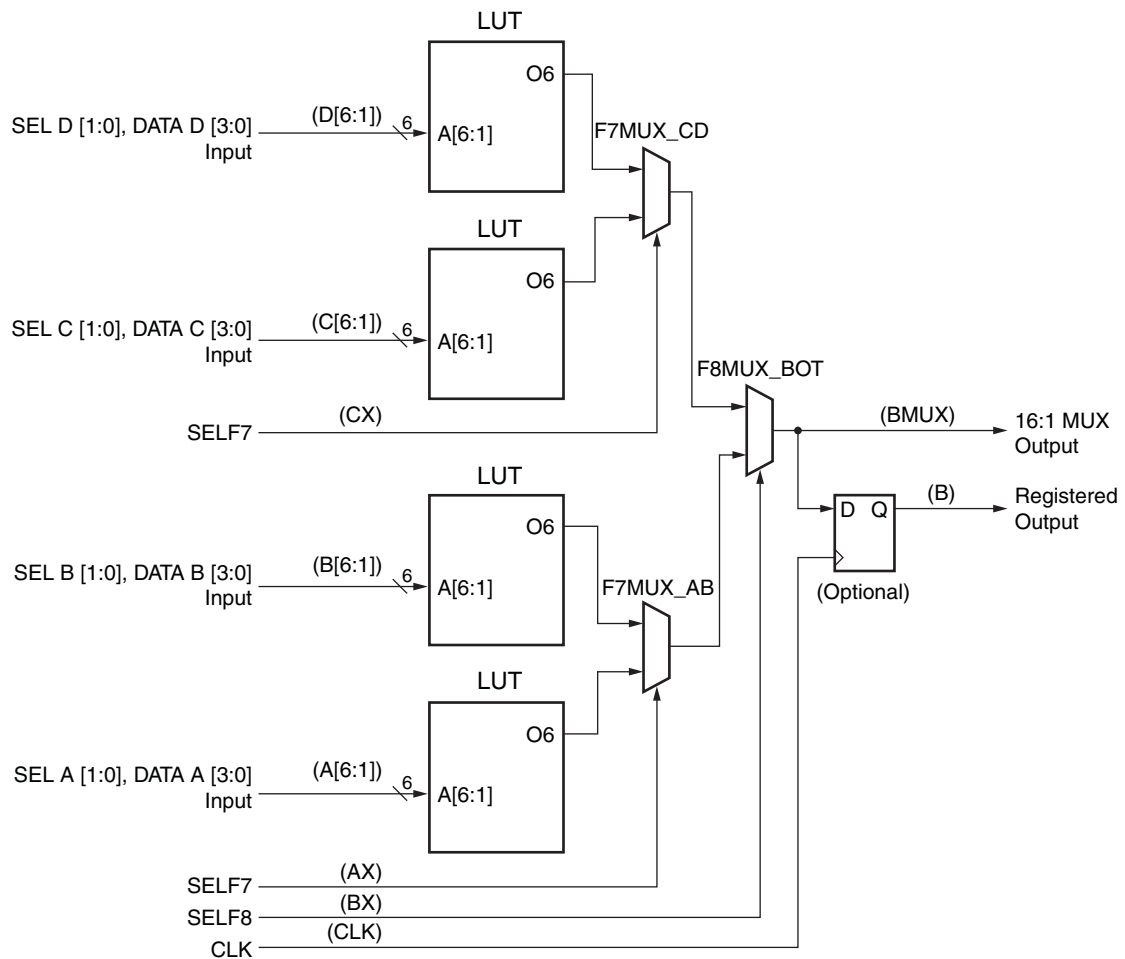 LUT
O6
SEL D [1:0], DATA D [3:0]
Input
(D[6:1])
6
A[6:1]
F7MUX_CD
LUT
O6
SEL C [1:0], DATA C [3:0]
Input
(C[6:1])
6
A[6:1]
F8MUX_BOT
SELF7
(CX)
(BMUX)
16:1 MUX
Output
LUT
O6
D Q
(B)
Registered
Output
SEL B [1:0], DATA B [3:0]
Input
(B[6:1])
6
A[6:1]
F7MUX_AB
(Optional)
LUT
O6
SEL A [1:0], DATA A [3:0]
Input
(A[6:1])
6
A[6:1]
SELF7
(AX)
SELF8
(BX)
CLK
(CLK)